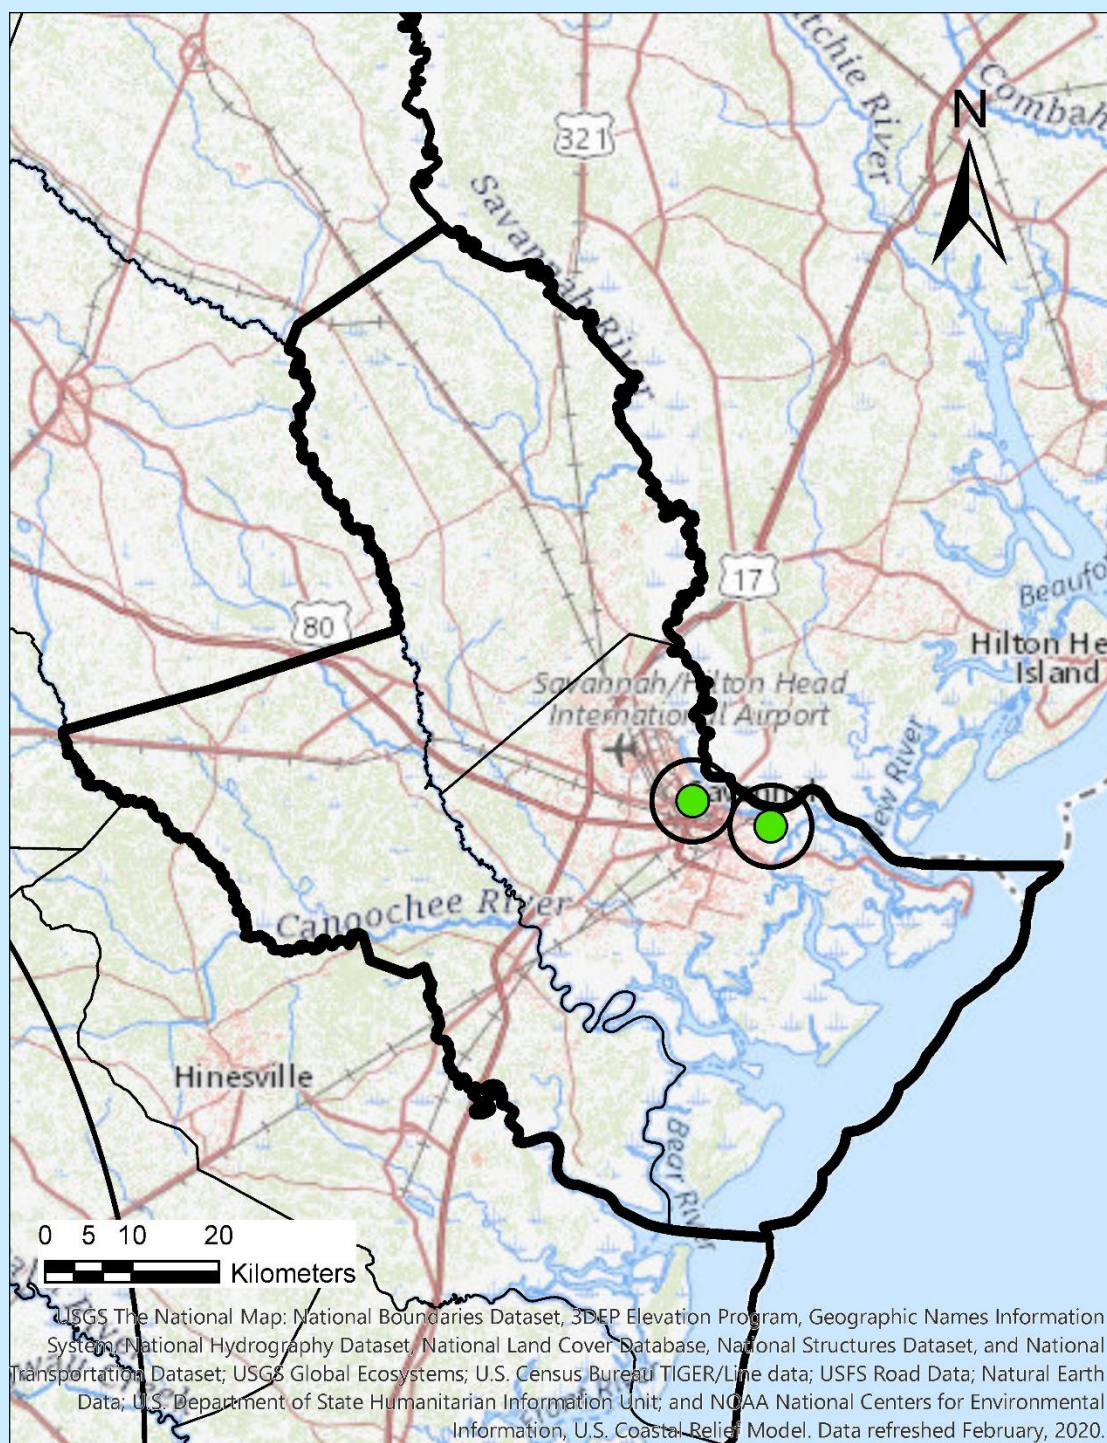 Combah
N
tchie River
321
Savannah River
17
Beaufo
80
Hilton He
Island
Savannah/Hilton Head
International Airport
New River
Canoochee River
Hinesville
Bear River
0 5 10 20
Kilometers
USGS The National Map: National Boundaries Dataset, 3DEP Elevation Program, Geographic Names Information
System, National Hydrography Dataset, National Land Cover Database, National Structures Dataset, and National
Transportation Dataset; USGS Global Ecosystems; U.S. Census Bureau TIGER/Line data; USFS Road Data; Natural Earth
Data; U.S. Department of State Humanitarian Information Unit; and NOAA National Centers for Environmental
Information, U.S. Coastal Relief Model. Data refreshed February, 2020.